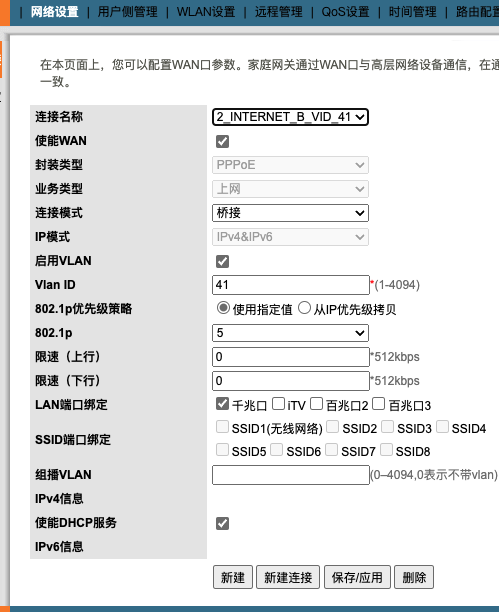 | 网络设置 | 用户侧管理 | WLAN设置 | 远程管理 | QoS设置 | 时间管理 | 路由配
在本页面上，您可以配置WAN口参数。家庭网关通过WAN口与高层网络设备通信，在通
一致。
连接名称 2_INTERNET_B_VID_41
使能WAN
封装类型 PPPoE
业务类型 上网
连接模式 桥接
IP模式 IPv4&IPv6
启用VLAN
Vlan ID 41 *(1-4094)
802.1p优先级策略 使用指定值 从IP优先级拷贝
802.1p 5
限速（上行） 0 *512kbps
限速（下行） 0 *512kbps
LAN端口绑定 千兆口 iTV 百兆口2 百兆口3
SSID端口绑定 SSID1(无线网络) SSID2 SSID3 SSID4
SSID5 SSID6 SSID7 SSID8
组播VLAN (0–4094,0表示不带vlan)
IPv4信息
使能DHCP服务
IPv6信息
新建 新建连接 保存/应用 删除